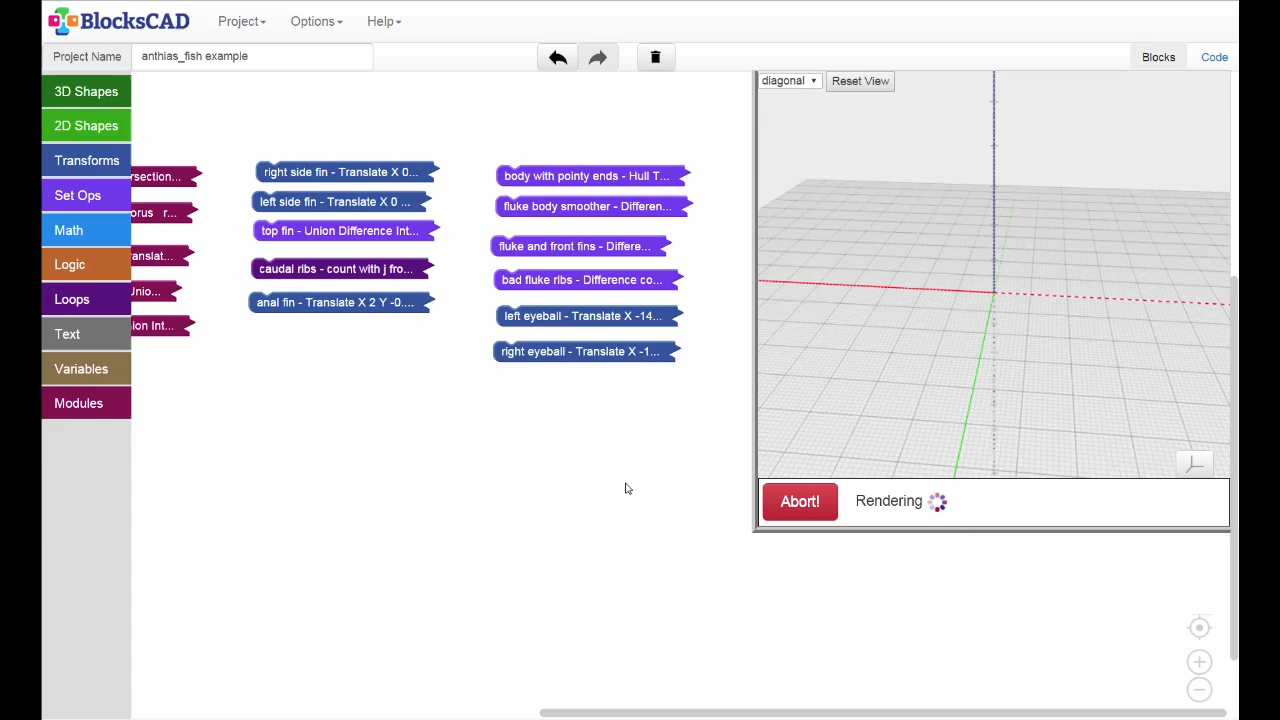 BlocksCAD Project Options Help
Project Name anthias_fish example Blocks Code
diagonal Reset View
3D Shapes
2D Shapes
Transforms
Set Ops
Math
Logic
Loops
Text
Variables
Modules
rsection...
orus r...
ranslat...
Unio...
ion Int...
right side fin - Translate X 0...
left side fin - Translate X 0 ...
top fin - Union Difference Int...
caudal ribs - count with j fro...
anal fin - Translate X 2 Y -0....
body with pointy ends - Hull T...
fluke body smoother - Differen...
fluke and front fins - Differe...
bad fluke ribs - Difference co...
left eyeball - Translate X -14...
right eyeball - Translate X -1...
Abort! Rendering